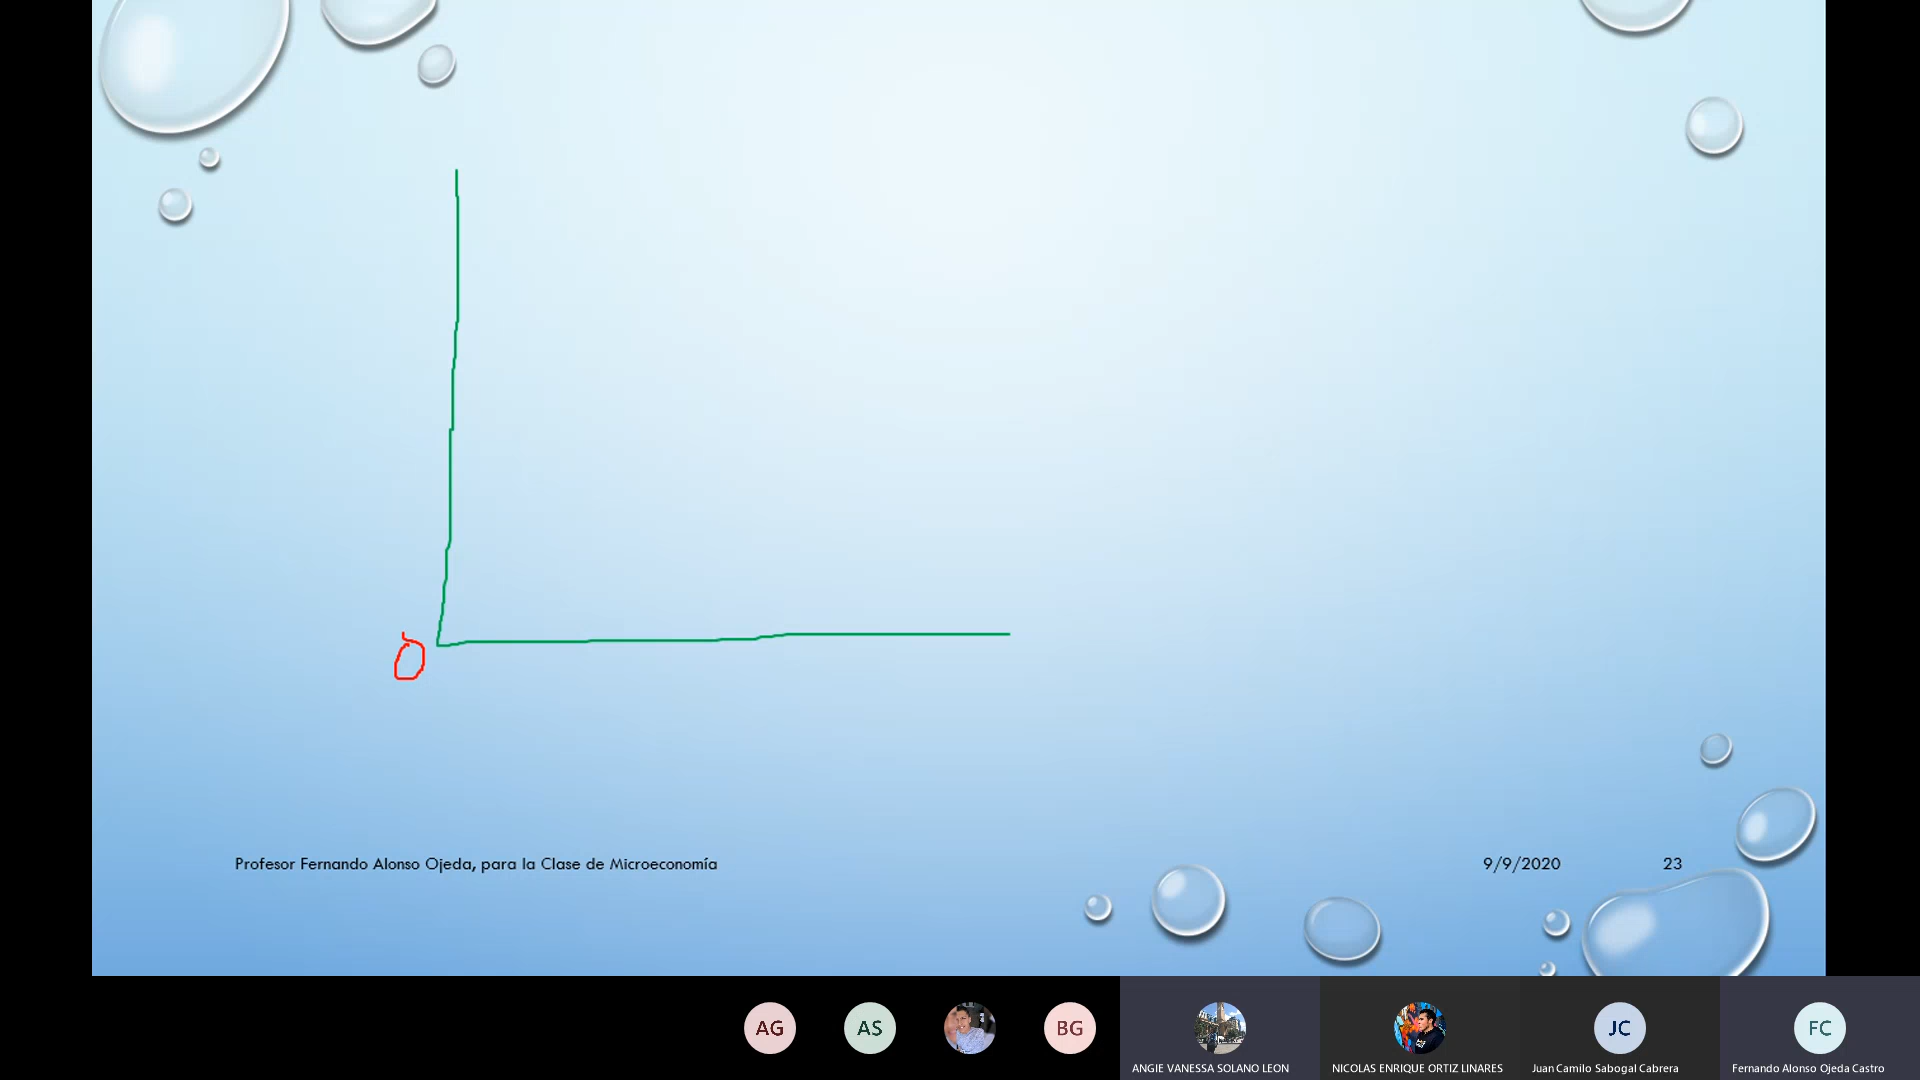 0
Profesor Fernando Alonso Ojeda, para la Clase de Microeconomía
9/9/2020
23
AG
AS
BG
JC
FC
ANGIE VANESSA SOLANO LEON
NICOLAS ENRIQUE ORTIZ LINARES
Juan Camilo Sabogal Cabrera
Fernando Alonso Ojeda Castro